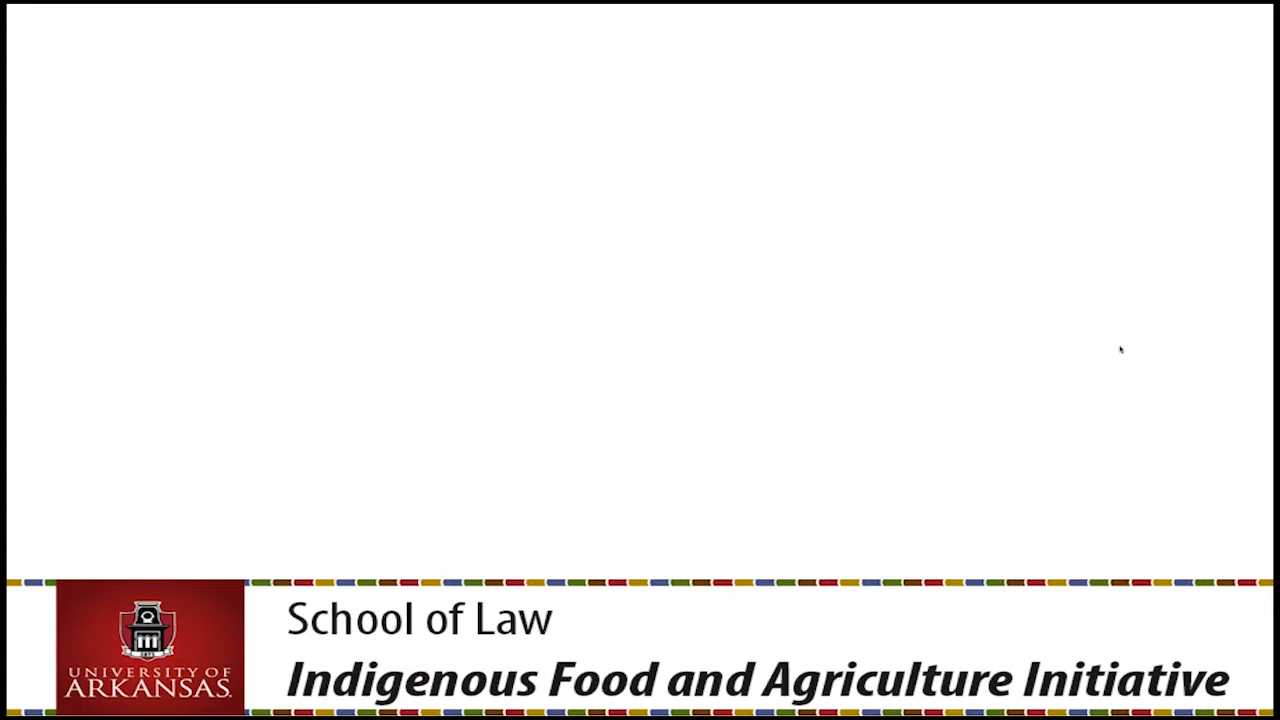 School of Law
UNIVERSITY OF
ARKANSAS.
Indigenous Food and Agriculture Initiative